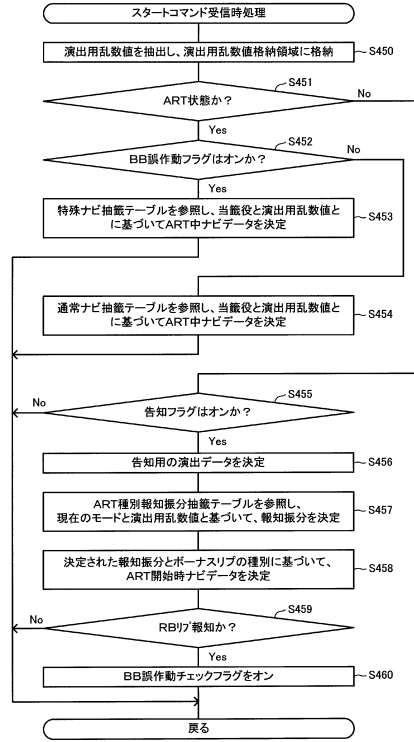 スタートコマンド受信時処理
演出用乱数値を抽出し、演出用乱数値格納領域に格納
S450
S451
ART状態か？
No
Yes
S452
BB誤作動フラグはオンか？
No
Yes
特殊ナビ抽籤テーブルを参照し、当籤役と演出用乱数値と
に基づいてART中ナビデータを決定
S453
通常ナビ抽籤テーブルを参照し、当籤役と演出用乱数値と
に基づいてART中ナビデータを決定
S454
S455
告知フラグはオンか？
No
Yes
告知用の演出データを決定
S456
ART種別報知振分抽籤テーブルを参照し、
現在のモードと演出用乱数値と基づいて、報知振分を決定
S457
決定された報知振分とボーナスリプの種別に基づいて、
ART開始時ナビデータを決定
S458
S459
RBﾘﾌﾟ報知か？
No
Yes
BB誤作動チェックフラグをオン
S460
戻る